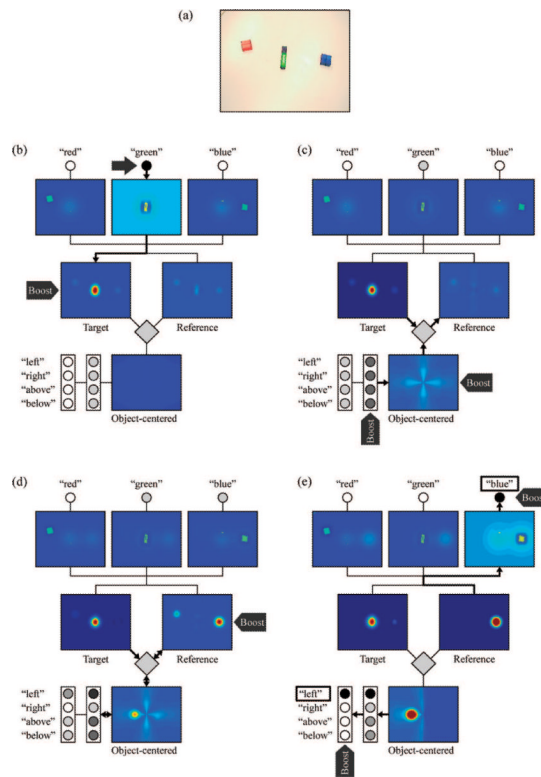 (a)
(b)
"red" "green" "blue"
Boost
Target Reference
"left"
"right"
"above"
"below"
Object-centered
(c)
"red" "green" "blue"
Target Reference
"left"
"right"
"above"
"below"
Boost
Object-centered
Boost
(d)
"red" "green" "blue"
Boost
Target Reference
"left"
"right"
"above"
"below"
Object-centered
(e)
"blue"
"red" "green"
Boost
Target Reference
"left"
"right"
"above"
"below"
Object-centered
Boost